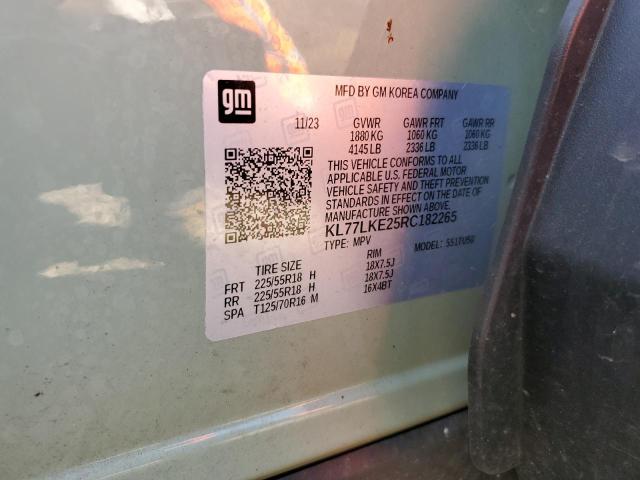 gm
MFD BY GM KOREA COMPANY
11/23 GVWR GAWR FRT GAWR RR
1880 KG 1060 KG 1060 KG
4145 LB 2336 LB 2336 LB
THIS VEHICLE CONFORMS TO ALL
APPLICABLE U.S. FEDERAL MOTOR
VEHICLE SAFETY AND THEFT PREVENTION
STANDARDS IN EFFECT ON THE DATE OF
MANUFACTURE SHOWN ABOVE.
KL77LKE25RC182265
TYPE: MPV MODEL:
TIRE SIZE RIM
FRT 225/55R18 H 18X7.5J
RR 225/55R18 H 18X7.5J
SPA T125/70R16 M 16X4BT